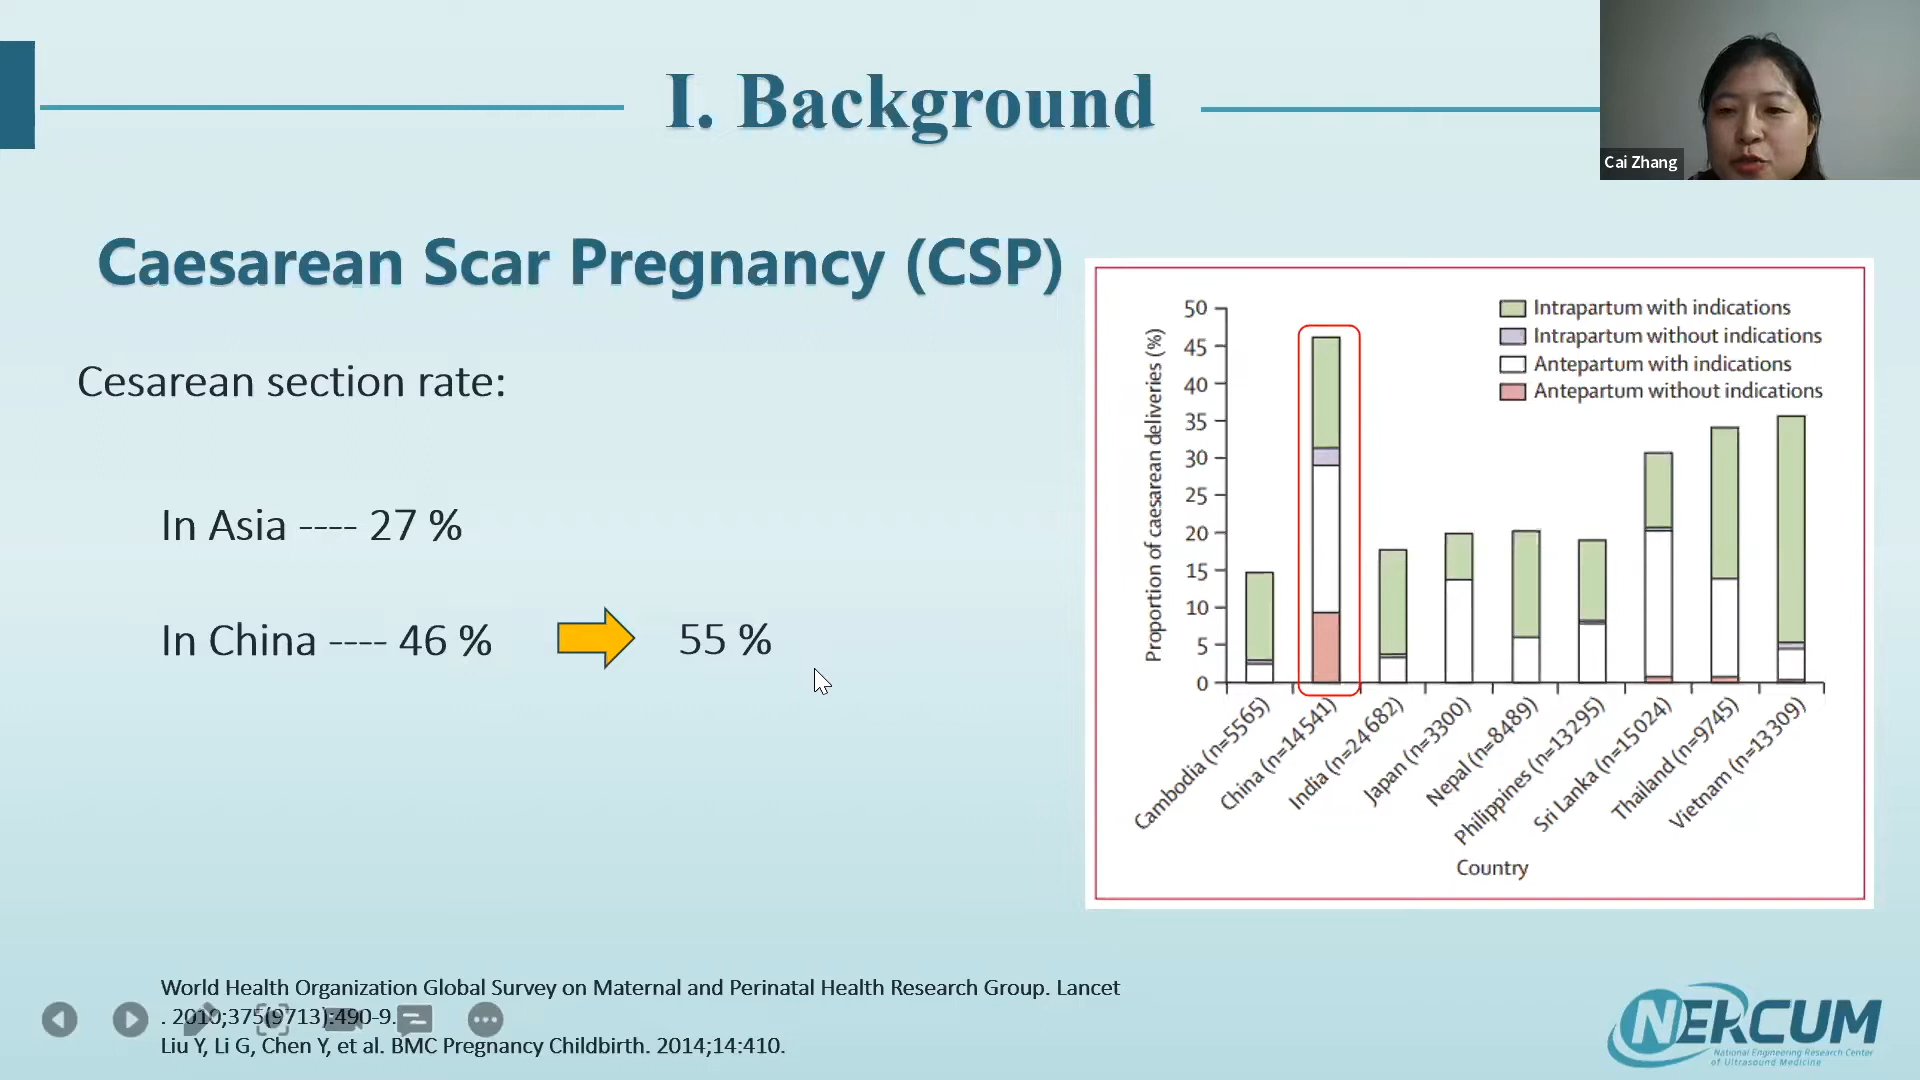 I. Background
Cai Zhang
Caesarean Scar Pregnancy (CSP)
Cesarean section rate:
In Asia ---- 27 %
In China ---- 46 %
55 %
Intrapartum with indications
Intrapartum without indications
Antepartum with indications
Antepartum without indications
Proportion of caesarean deliveries (%)
50
45
40
35
30
25
20
15
10
5
0
Cambodia (n=5565)
China (n=14541)
India (n=24682)
Japan (n=3300)
Nepal (n=8489)
Philippines (n=13295)
Sri Lanka (n=15024)
Thailand (n=9745)
Vietnam (n=13309)
Country
World Health Organization Global Survey on Maternal and Perinatal Health Research Group. Lancet
. 2010;375(9713):490-9.
Liu Y, Li G, Chen Y, et al. BMC Pregnancy Childbirth. 2014;14:410.
NERCUM
National Engineering Research Center
of Ultrasound Medicine